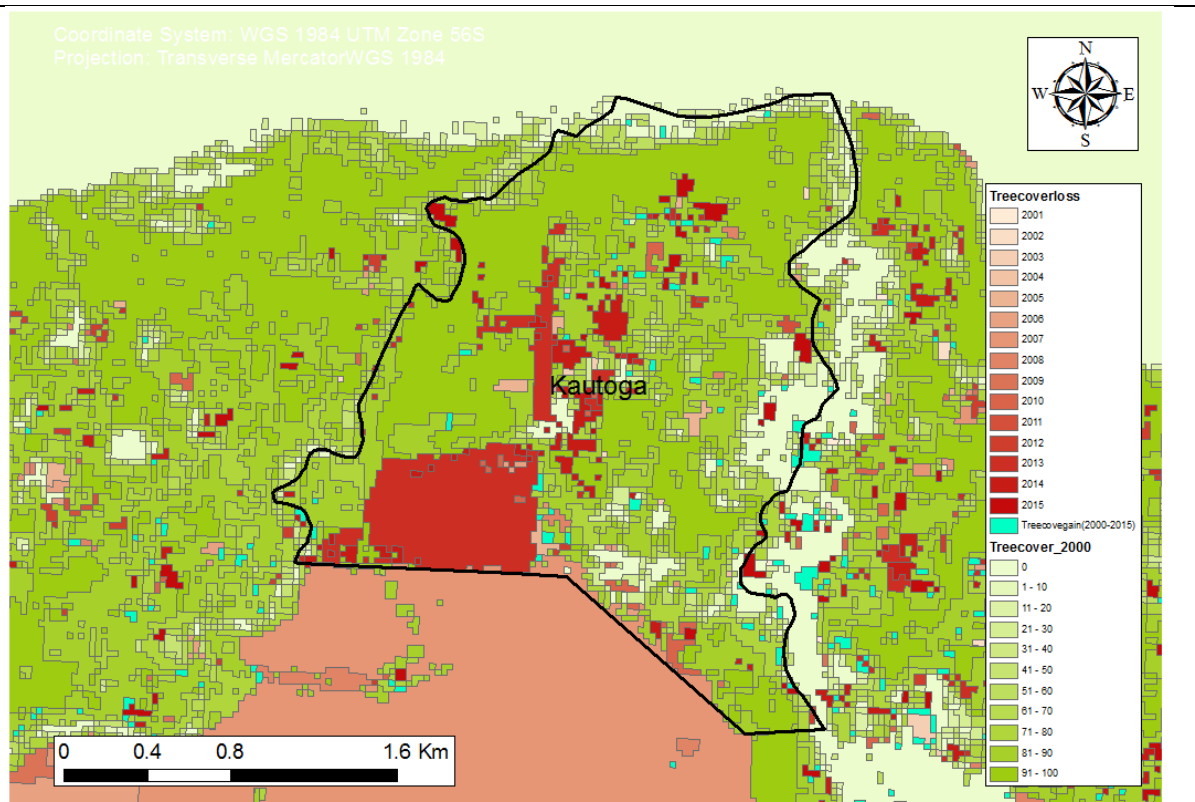 Coordinate System: WGS 1984 UTM Zone 56S
Projection: Transverse MercatorWGS 1984
N
W
E
S
Kautoga
Treecoverloss
2001
2002
2003
2004
2005
2006
2007
2008
2009
2010
2011
2012
2013
2014
2015
Treecovegain(2000-2015)
Treecover_2000
0
1 - 10
11 - 20
21 - 30
31 - 40
41 - 50
51 - 60
61 - 70
71 - 80
81 - 90
91 - 100
0 0.4 0.8 1.6 Km